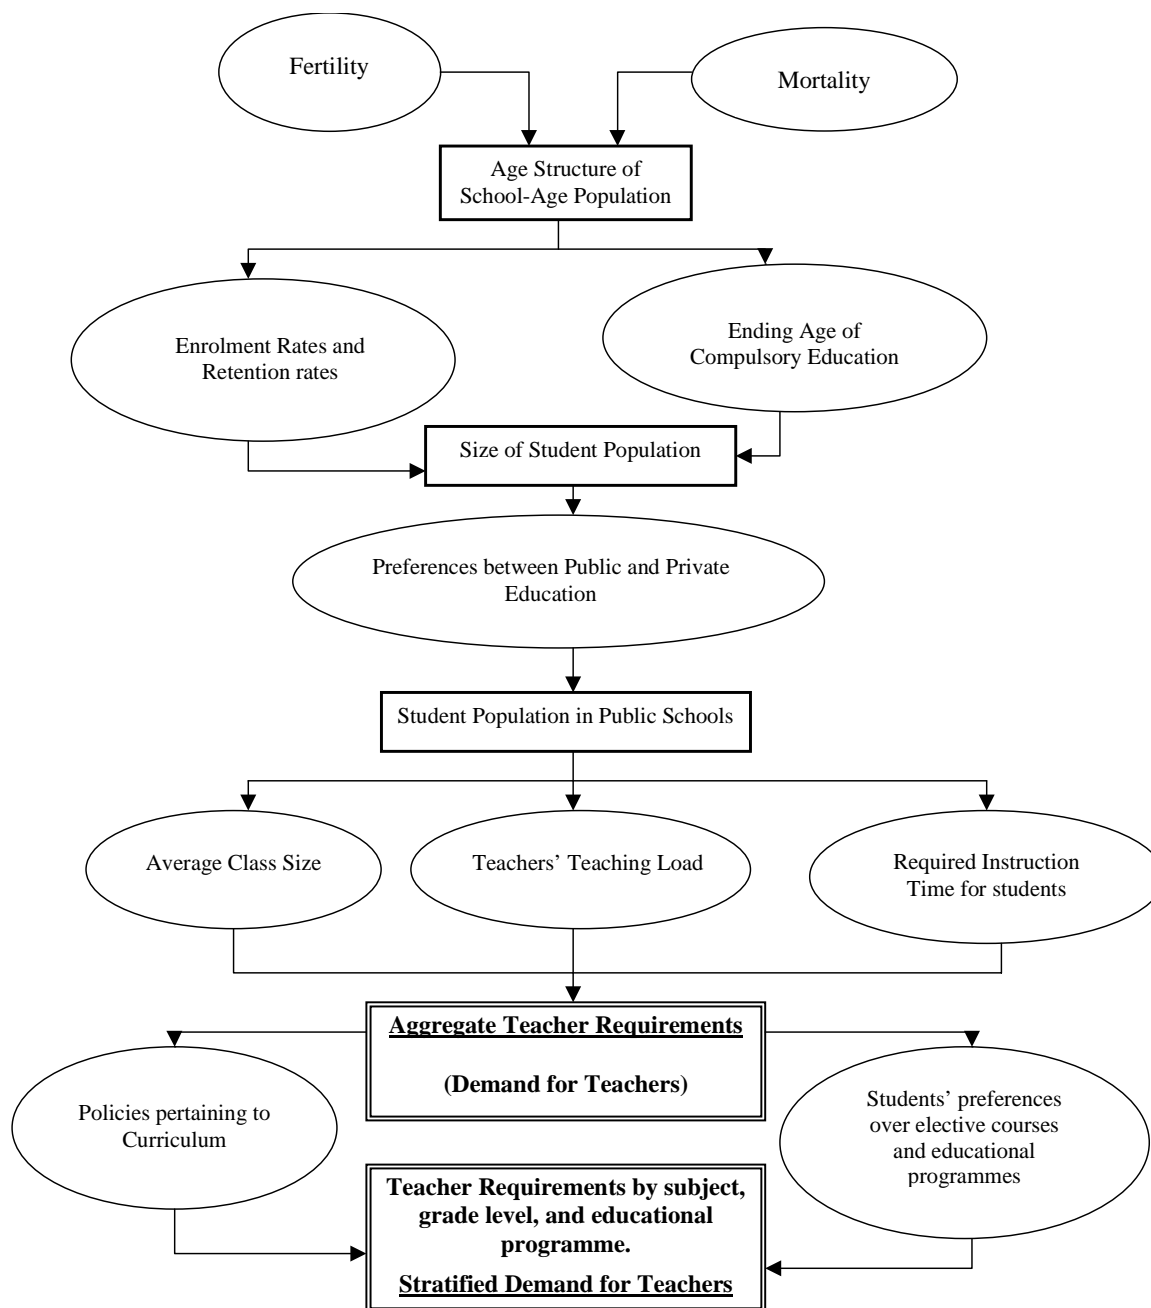 Fertility
Mortality
Age Structure of
School-Age Population
Enrolment Rates and
Retention rates
Ending Age of
Compulsory Education
Size of Student Population
Preferences between Public and Private
Education
Student Population in Public Schools
Average Class Size
Teachers’ Teaching Load
Required Instruction
Time for students
Aggregate Teacher Requirements
(Demand for Teachers)
Policies pertaining to
Curriculum
Students’ preferences
over elective courses
and educational
programmes
Teacher Requirements by subject,
grade level, and educational
programme.
Stratified Demand for Teachers